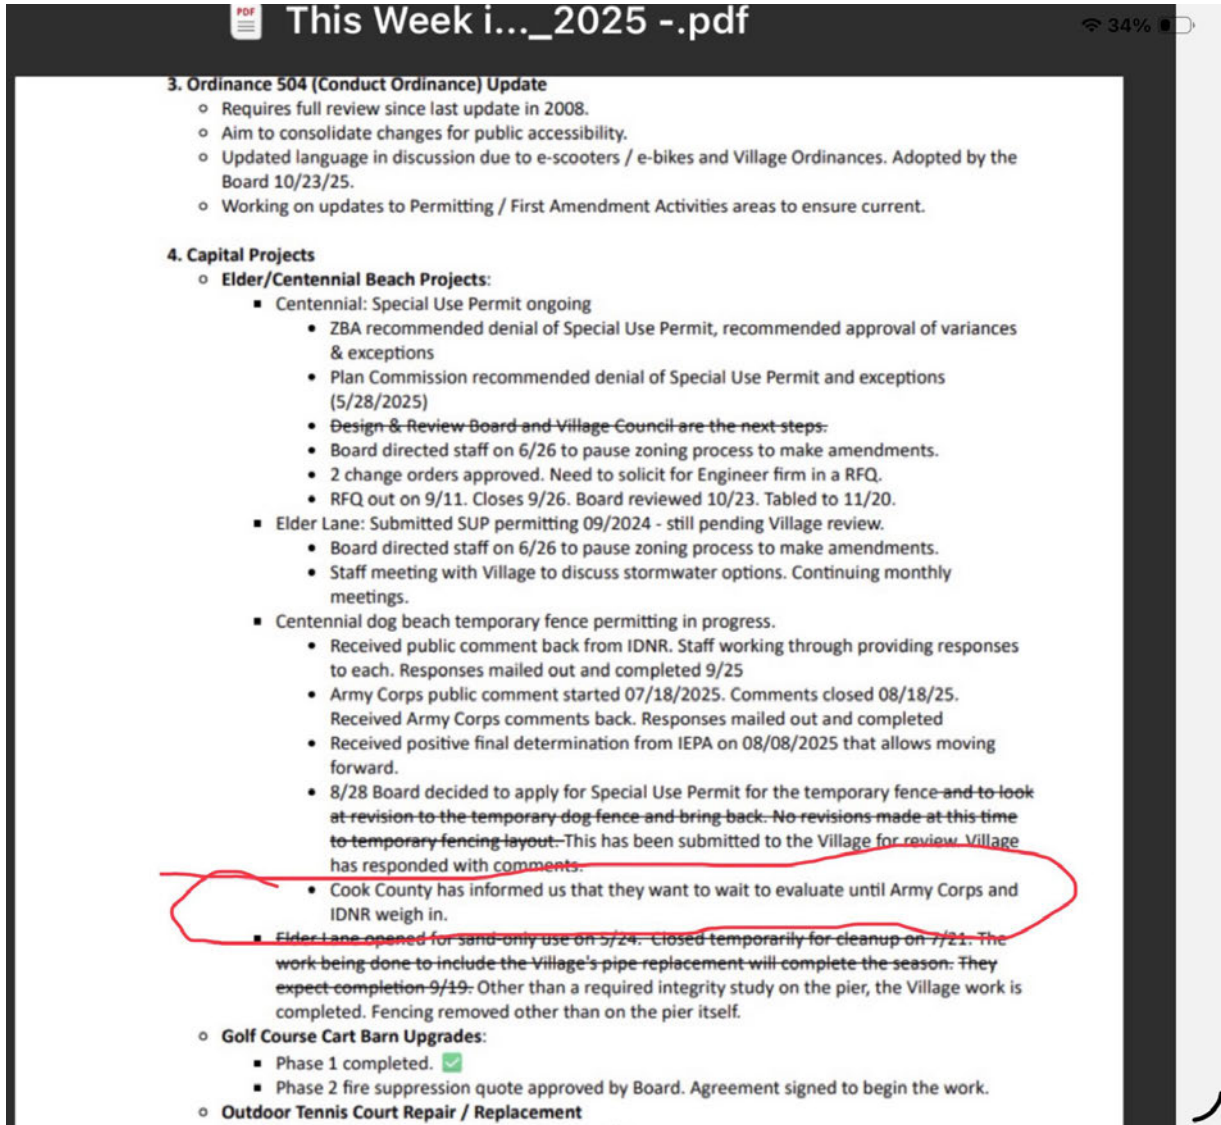 PDF
This Week i..._2025 -.pdf
34%
3. Ordinance 504 (Conduct Ordinance) Update
Requires full review since last update in 2008.
Aim to consolidate changes for public accessibility.
Updated language in discussion due to e-scooters / e-bikes and Village Ordinances. Adopted by the
Board 10/23/25.
Working on updates to Permitting / First Amendment Activities areas to ensure current.
4. Capital Projects
Elder/Centennial Beach Projects:
Centennial: Special Use Permit ongoing
ZBA recommended denial of Special Use Permit, recommended approval of variances
& exceptions
Plan Commission recommended denial of Special Use Permit and exceptions
(5/28/2025)
Design & Review Board and Village Council are the next steps.
Board directed staff on 6/26 to pause zoning process to make amendments.
2 change orders approved. Need to solicit for Engineer firm in a RFQ.
RFQ out on 9/11. Closes 9/26. Board reviewed 10/23. Tabled to 11/20.
Elder Lane: Submitted SUP permitting 09/2024 - still pending Village review.
Board directed staff on 6/26 to pause zoning process to make amendments.
Staff meeting with Village to discuss stormwater options. Continuing monthly
meetings.
Centennial dog beach temporary fence permitting in progress.
Received public comment back from IDNR. Staff working through providing responses
to each. Responses mailed out and completed 9/25
Army Corps public comment started 07/18/2025. Comments closed 08/18/25.
Received Army Corps comments back. Responses mailed out and completed
Received positive final determination from IEPA on 08/08/2025 that allows moving
forward.
8/28 Board decided to apply for Special Use Permit for the temporary fence and to look
at revision to the temporary dog fence and bring back. No revisions made at this time
to temporary fencing layout. This has been submitted to the Village for review. Village
has responded with comments.
Cook County has informed us that they want to wait to evaluate until Army Corps and
IDNR weigh in.
Elder Lane opened for sand-only use on 5/24. Closed temporarily for cleanup on 7/21. The
work being done to include the Village's pipe replacement will complete the season. They
expect completion 9/19. Other than a required integrity study on the pier, the Village work is
completed. Fencing removed other than on the pier itself.
Golf Course Cart Barn Upgrades:
Phase 1 completed. ✅
Phase 2 fire suppression quote approved by Board. Agreement signed to begin the work.
Outdoor Tennis Court Repair / Replacement